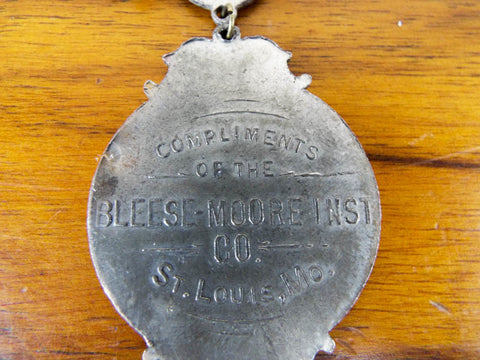 COMPLIMENTS
OF THE
BLEESE-MOORE INST
CO.
ST. LOUIS, MO.